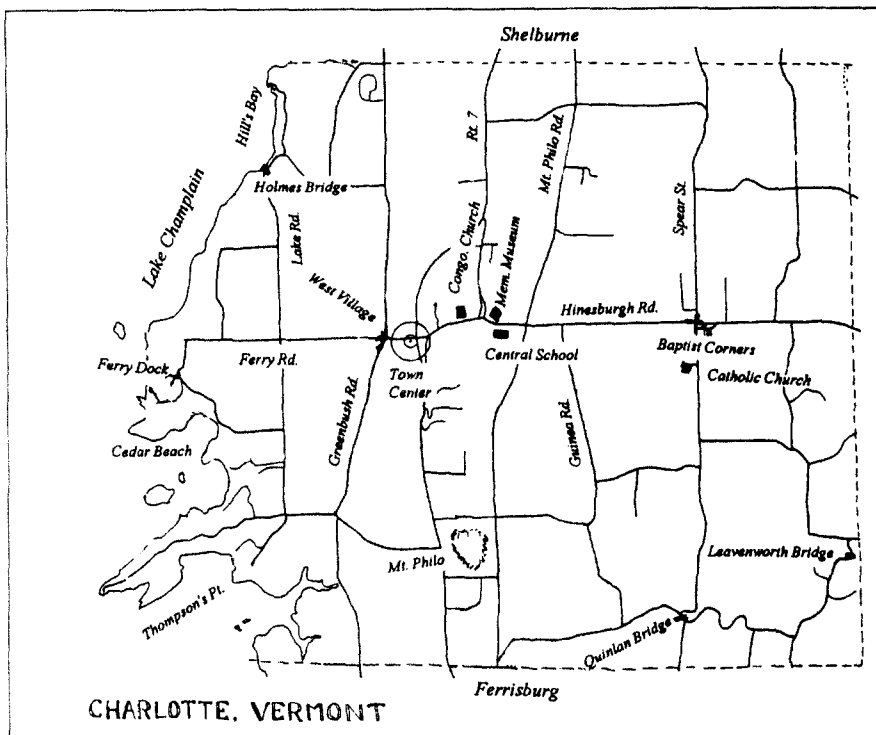 Shelburne
Hill's Bay
Rt. 7
Mt. Philo Rd.
Lake Champlain
Holmes Bridge
Spear St.
Lake Rd.
Congo. Church
Mem. Museum
West Village
Hinesburgh Rd.
Ferry Dock
Ferry Rd.
Town
Center
Central School
Baptist Corners
Catholic Church
Greenbush Rd.
Guinea Rd.
Cedar Beach
Mt. Philo
Leavenworth Bridge
Thompson's Pt.
Quinlan Bridge
Ferrisburg
CHARLOTTE, VERMONT